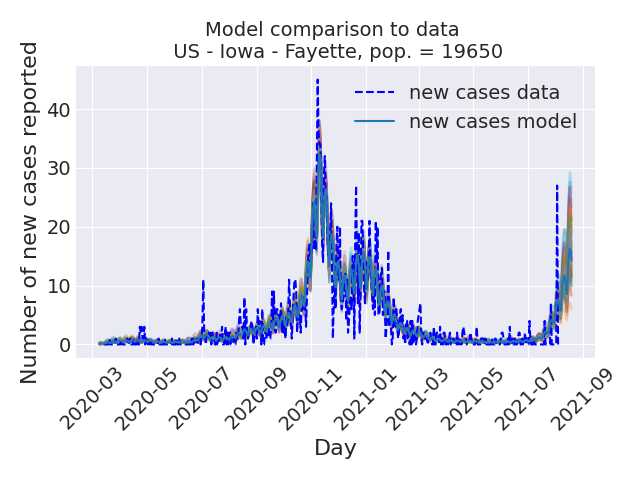 Model comparison to data
US - Iowa - Fayette, pop. = 19650
Number of new cases reported
40
30
20
10
0
new cases data
new cases model
2020-03
2020-05
2020-07
2020-09
2020-11
2021-01
2021-03
2021-05
2021-07
2021-09
Day